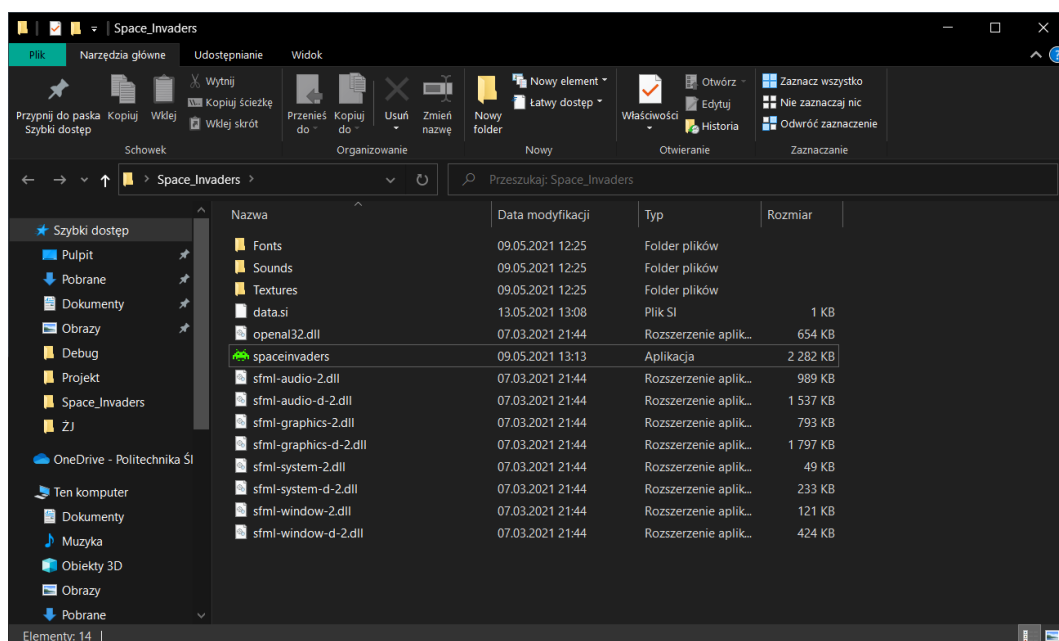 Space_Invaders
Plik Narzędzia główne Udostępnianie Widok
Przypnij do paska Szybki dostęp
Kopiuj
Wklej
Wytnij
Kopiuj ścieżkę
Wklej skrót
Schowek
Przenieś do
Kopiuj do
Usuń
Zmień nazwę
Organizowanie
Nowy folder
Nowy element
Łatwy dostęp
Nowy
Właściwości
Otwórz
Edytuj
Historia
Otwieranie
Zaznacz wszystko
Nie zaznaczaj nic
Odwróć zaznaczenie
Zaznaczanie
Space_Invaders
Przeszukaj: Space_Invaders
Szybki dostęp
Pulpit
Pobrane
Dokumenty
Obrazy
Debug
Projekt
Space_Invaders
ŻJ
OneDrive - Politechnika Śl
Ten komputer
Dokumenty
Muzyka
Obiekty 3D
Obrazy
Pobrane
Nazwa Data modyfikacji Typ Rozmiar
Fonts 09.05.2021 12:25 Folder plików
Sounds 09.05.2021 12:25 Folder plików
Textures 09.05.2021 12:25 Folder plików
data.si 13.05.2021 13:08 Plik SI 1 KB
openal32.dll 07.03.2021 21:44 Rozszerzenie aplik... 654 KB
spaceinvaders 09.05.2021 13:13 Aplikacja 2 282 KB
sfml-audio-2.dll 07.03.2021 21:44 Rozszerzenie aplik... 989 KB
sfml-audio-d-2.dll 07.03.2021 21:44 Rozszerzenie aplik... 1 537 KB
sfml-graphics-2.dll 07.03.2021 21:44 Rozszerzenie aplik... 793 KB
sfml-graphics-d-2.dll 07.03.2021 21:44 Rozszerzenie aplik... 1 797 KB
sfml-system-2.dll 07.03.2021 21:44 Rozszerzenie aplik... 49 KB
sfml-system-d-2.dll 07.03.2021 21:44 Rozszerzenie aplik... 233 KB
sfml-window-2.dll 07.03.2021 21:44 Rozszerzenie aplik... 121 KB
sfml-window-d-2.dll 07.03.2021 21:44 Rozszerzenie aplik... 424 KB
Elementy: 14